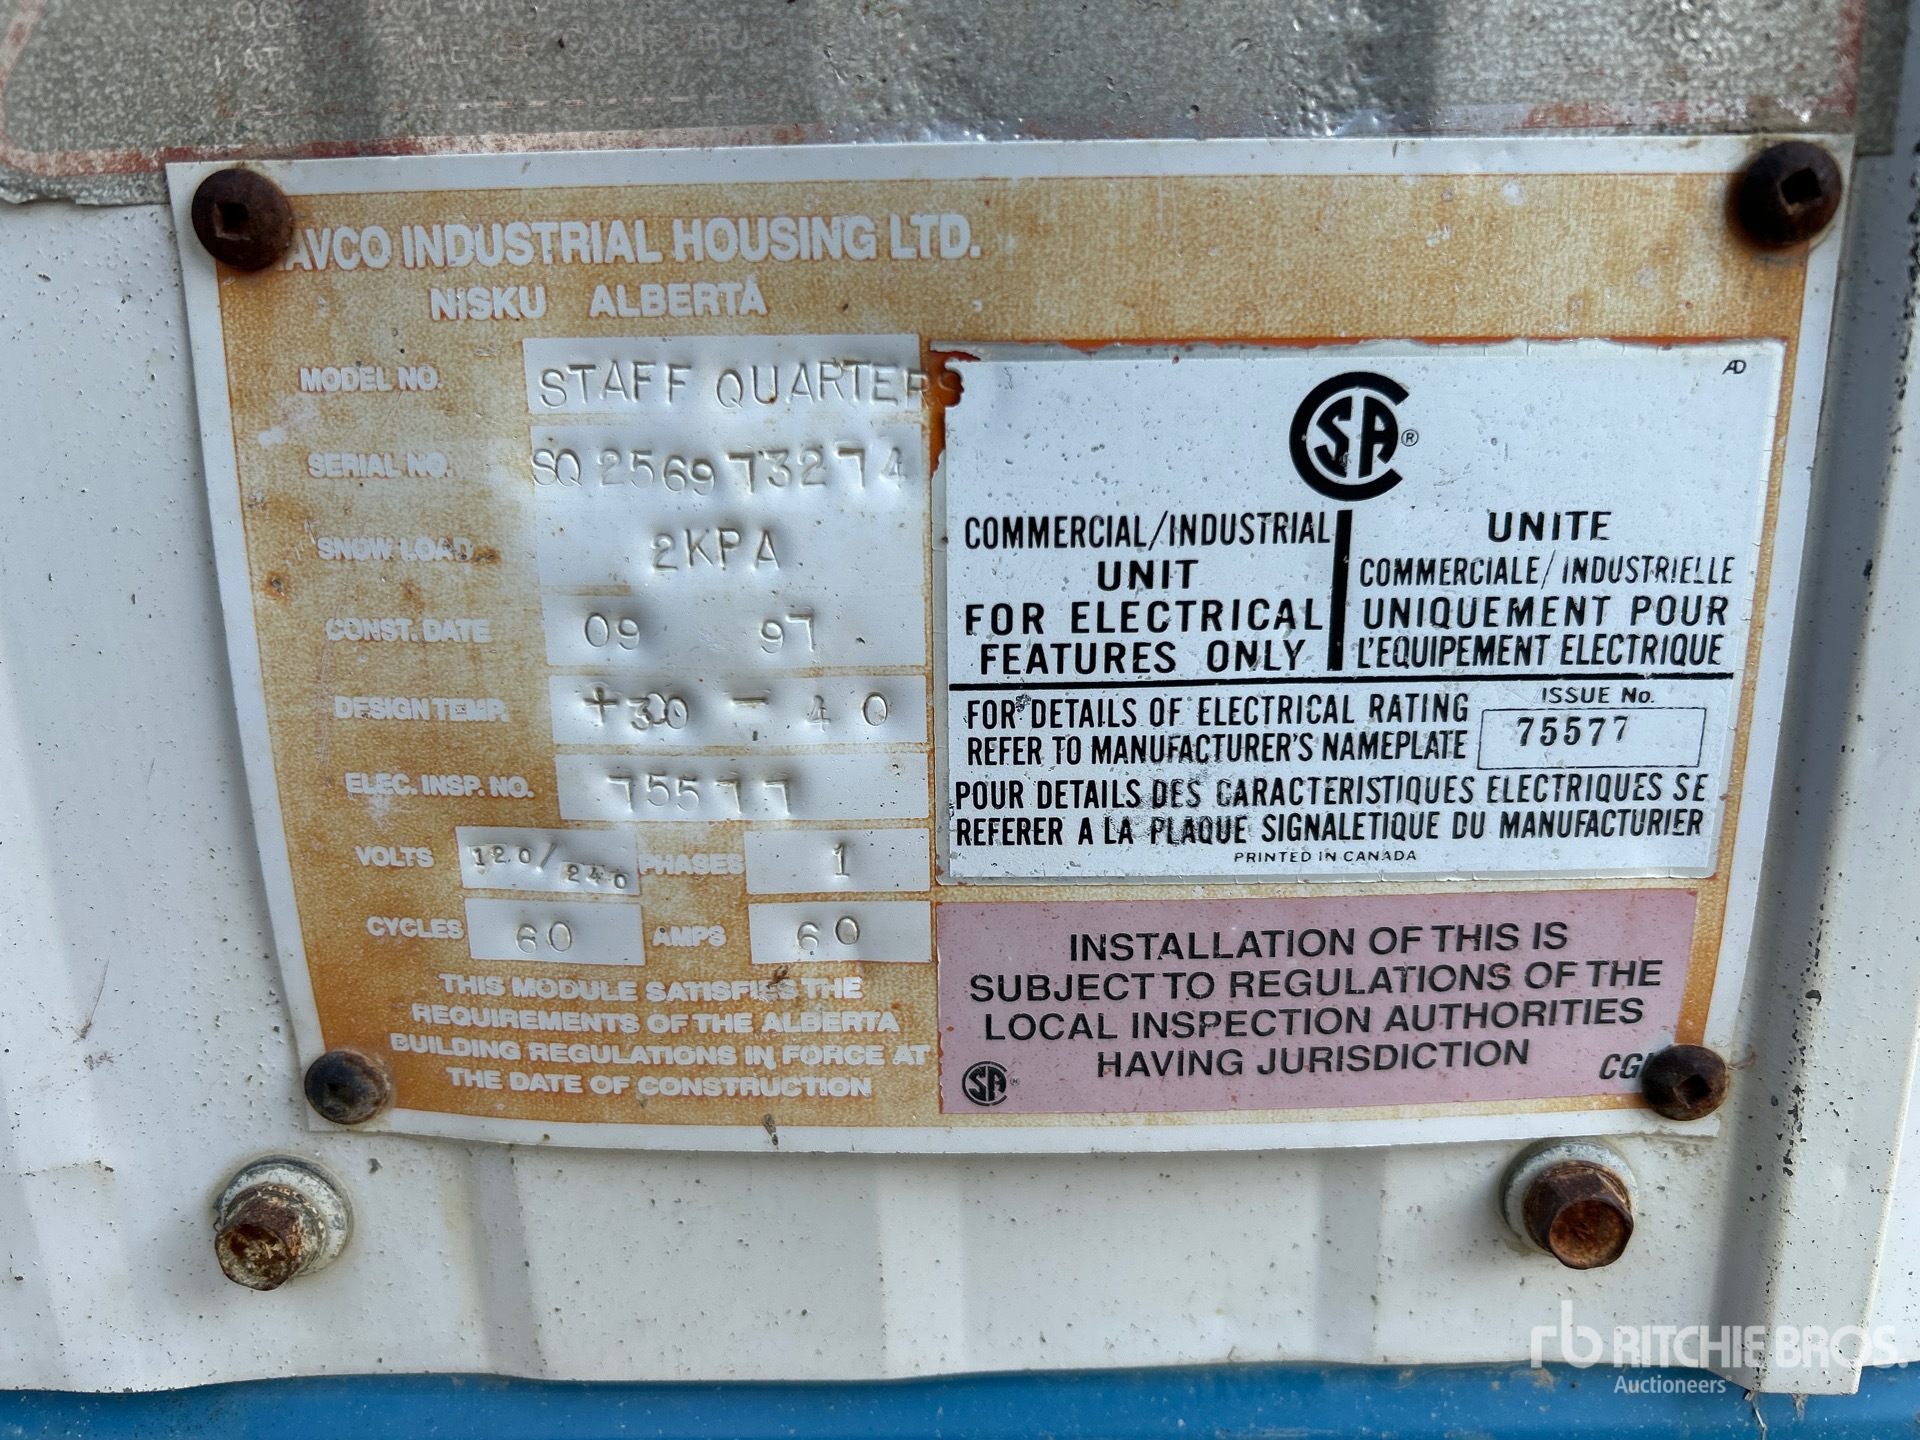 AVCO INDUSTRIAL HOUSING LTD.
NISKU ALBERTA
MODEL NO. STAFF QUARTERS
SERIAL NO. SQ 2569 73274
SNOW LOAD 2KPA
CONST. DATE 09 97
DESIGN TEMP. +30 -40
ELEC. INSP. NO. 75577
VOLTS 120/240 PHASES 1
CYCLES 60 AMPS 60
THIS MODULE SATISFIES THE
REQUIREMENTS OF THE ALBERTA
BUILDING REGULATIONS IN FORCE AT
THE DATE OF CONSTRUCTION
AD
CSA ®
COMMERCIAL/INDUSTRIAL
UNIT
FOR ELECTRICAL
FEATURES ONLY
UNITE
COMMERCIALE/INDUSTRIELLE
UNIQUEMENT POUR
L'EQUIPEMENT ELECTRIQUE
FOR DETAILS OF ELECTRICAL RATING
REFER TO MANUFACTURER'S NAMEPLATE
ISSUE No.
75577
POUR DETAILS DES CARACTERISTIQUES ELECTRIQUES SE
REFERER A LA PLAQUE SIGNALETIQUE DU MANUFACTURIER
PRINTED IN CANADA
INSTALLATION OF THIS IS
SUBJECT TO REGULATIONS OF THE
LOCAL INSPECTION AUTHORITIES
HAVING JURISDICTION
CSA
rb RITCHIE BROS.
Auctioneers